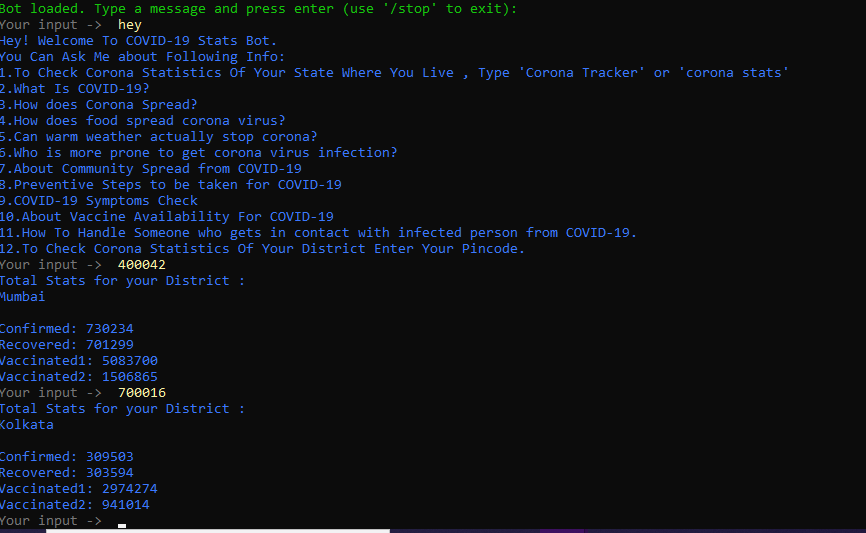 Bot loaded. Type a message and press enter (use '/stop' to exit):
Your input -> hey
Hey! Welcome To COVID-19 Stats Bot.
You Can Ask Me about Following Info:
1.To Check Corona Statistics Of Your State Where You Live , Type 'Corona Tracker' or 'corona stats'
2.What Is COVID-19?
3.How does Corona Spread?
4.How does food spread corona virus?
5.Can warm weather actually stop corona?
6.Who is more prone to get corona virus infection?
7.About Community Spread from COVID-19
8.Preventive Steps to be taken for COVID-19
9.COVID-19 Symptoms Check
10.About Vaccine Availability For COVID-19
11.How To Handle Someone who gets in contact with infected person from COVID-19.
12.To Check Corona Statistics Of Your District Enter Your Pincode.
Your input -> 400042
Total Stats for your District :
Mumbai
Confirmed: 730234
Recovered: 701299
Vaccinated1: 5083700
Vaccinated2: 1506865
Your input -> 700016
Total Stats for your District :
Kolkata
Confirmed: 309503
Recovered: 303594
Vaccinated1: 2974274
Vaccinated2: 941014
Your input ->